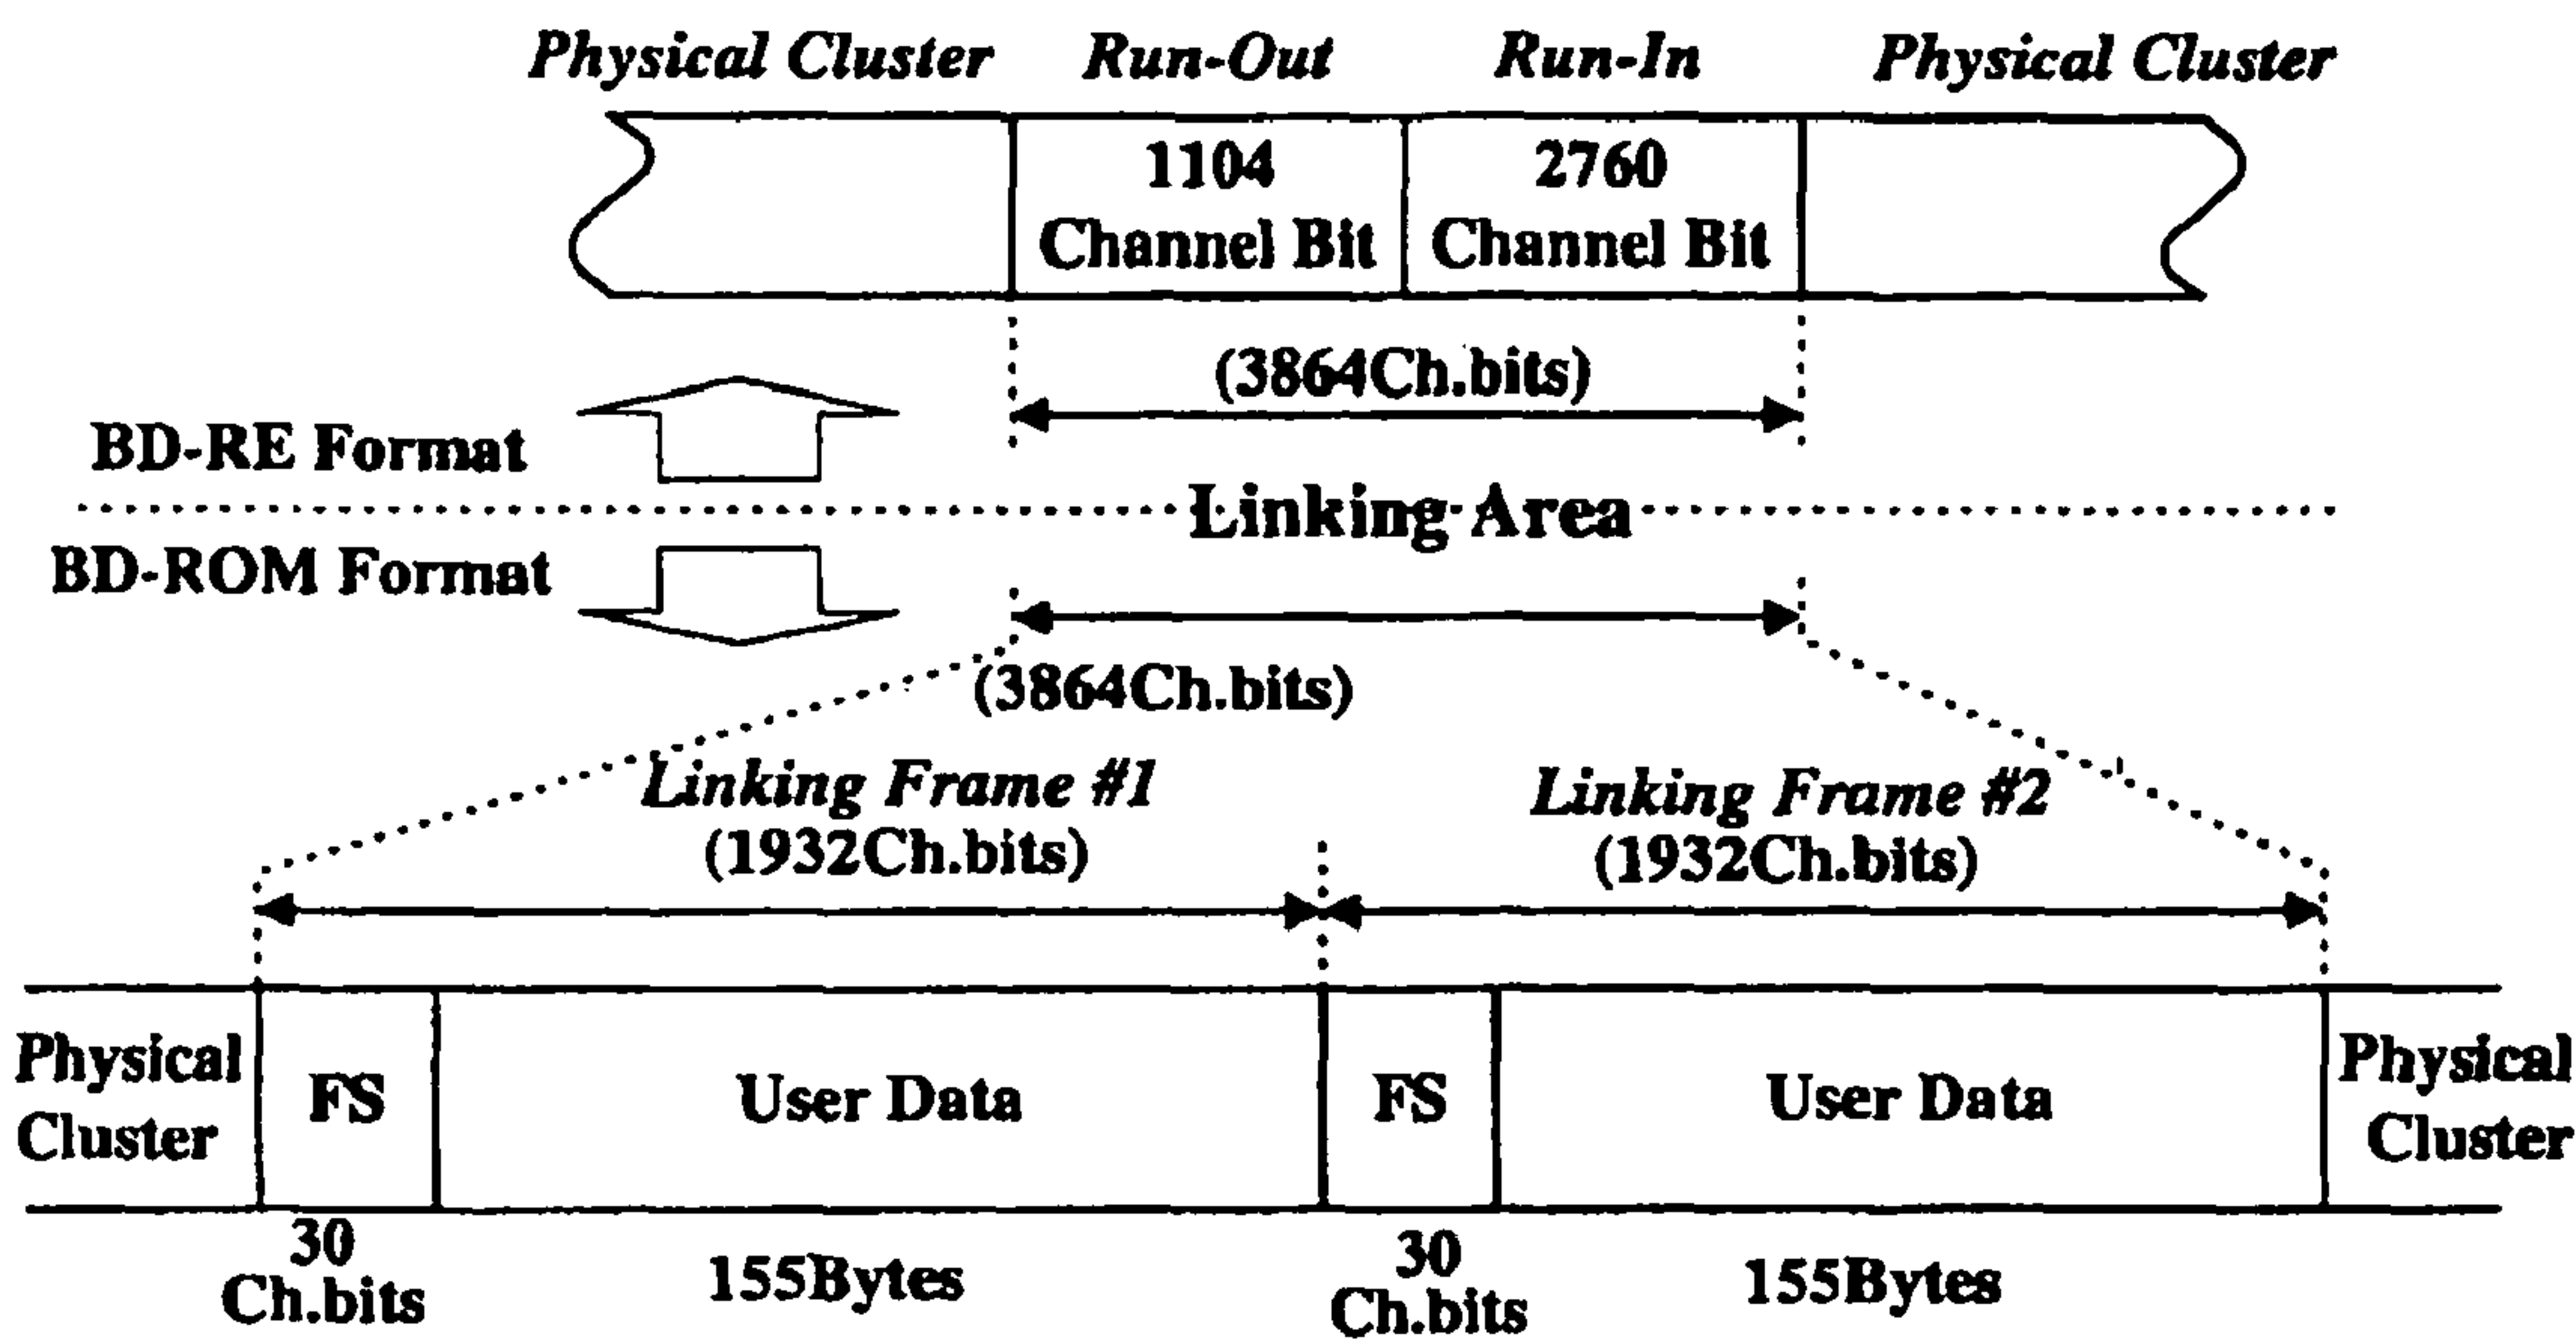 Physical Cluster Run-Out Run-In Physical Cluster
1104 2760
Channel Bit Channel Bit
(3864Ch.bits)
BD-RE Format
Linking Area
BD-ROM Format
(3864Ch.bits)
Linking Frame #1 Linking Frame #2
(1932Ch.bits) (1932Ch.bits)
Physical Cluster FS User Data FS User Data Physical Cluster
30 Ch.bits 155Bytes 30 Ch.bits 155Bytes